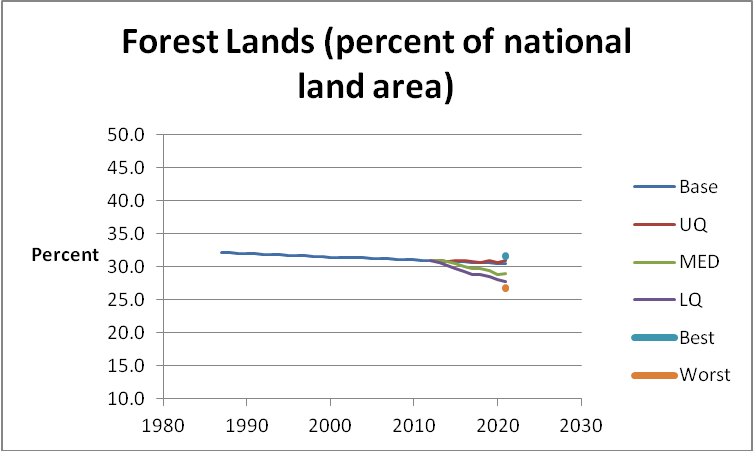 Forest Lands (percent of national
land area)
50.0
45.0
40.0
35.0
Percent
30.0
25.0
20.0
15.0
10.0
1980 1990 2000 2010 2020 2030
Base
UQ
MED
LQ
Best
Worst